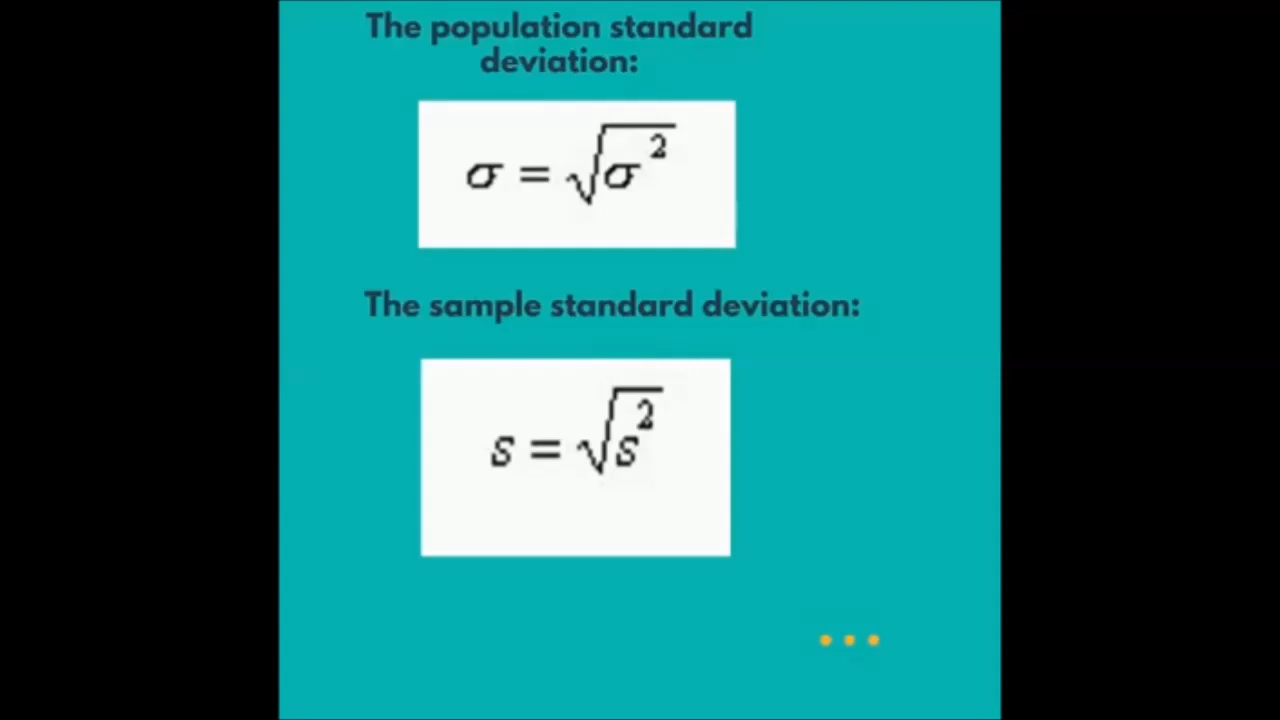 The population standard
deviation:
σ = √σ²
The sample standard deviation:
s = √s²